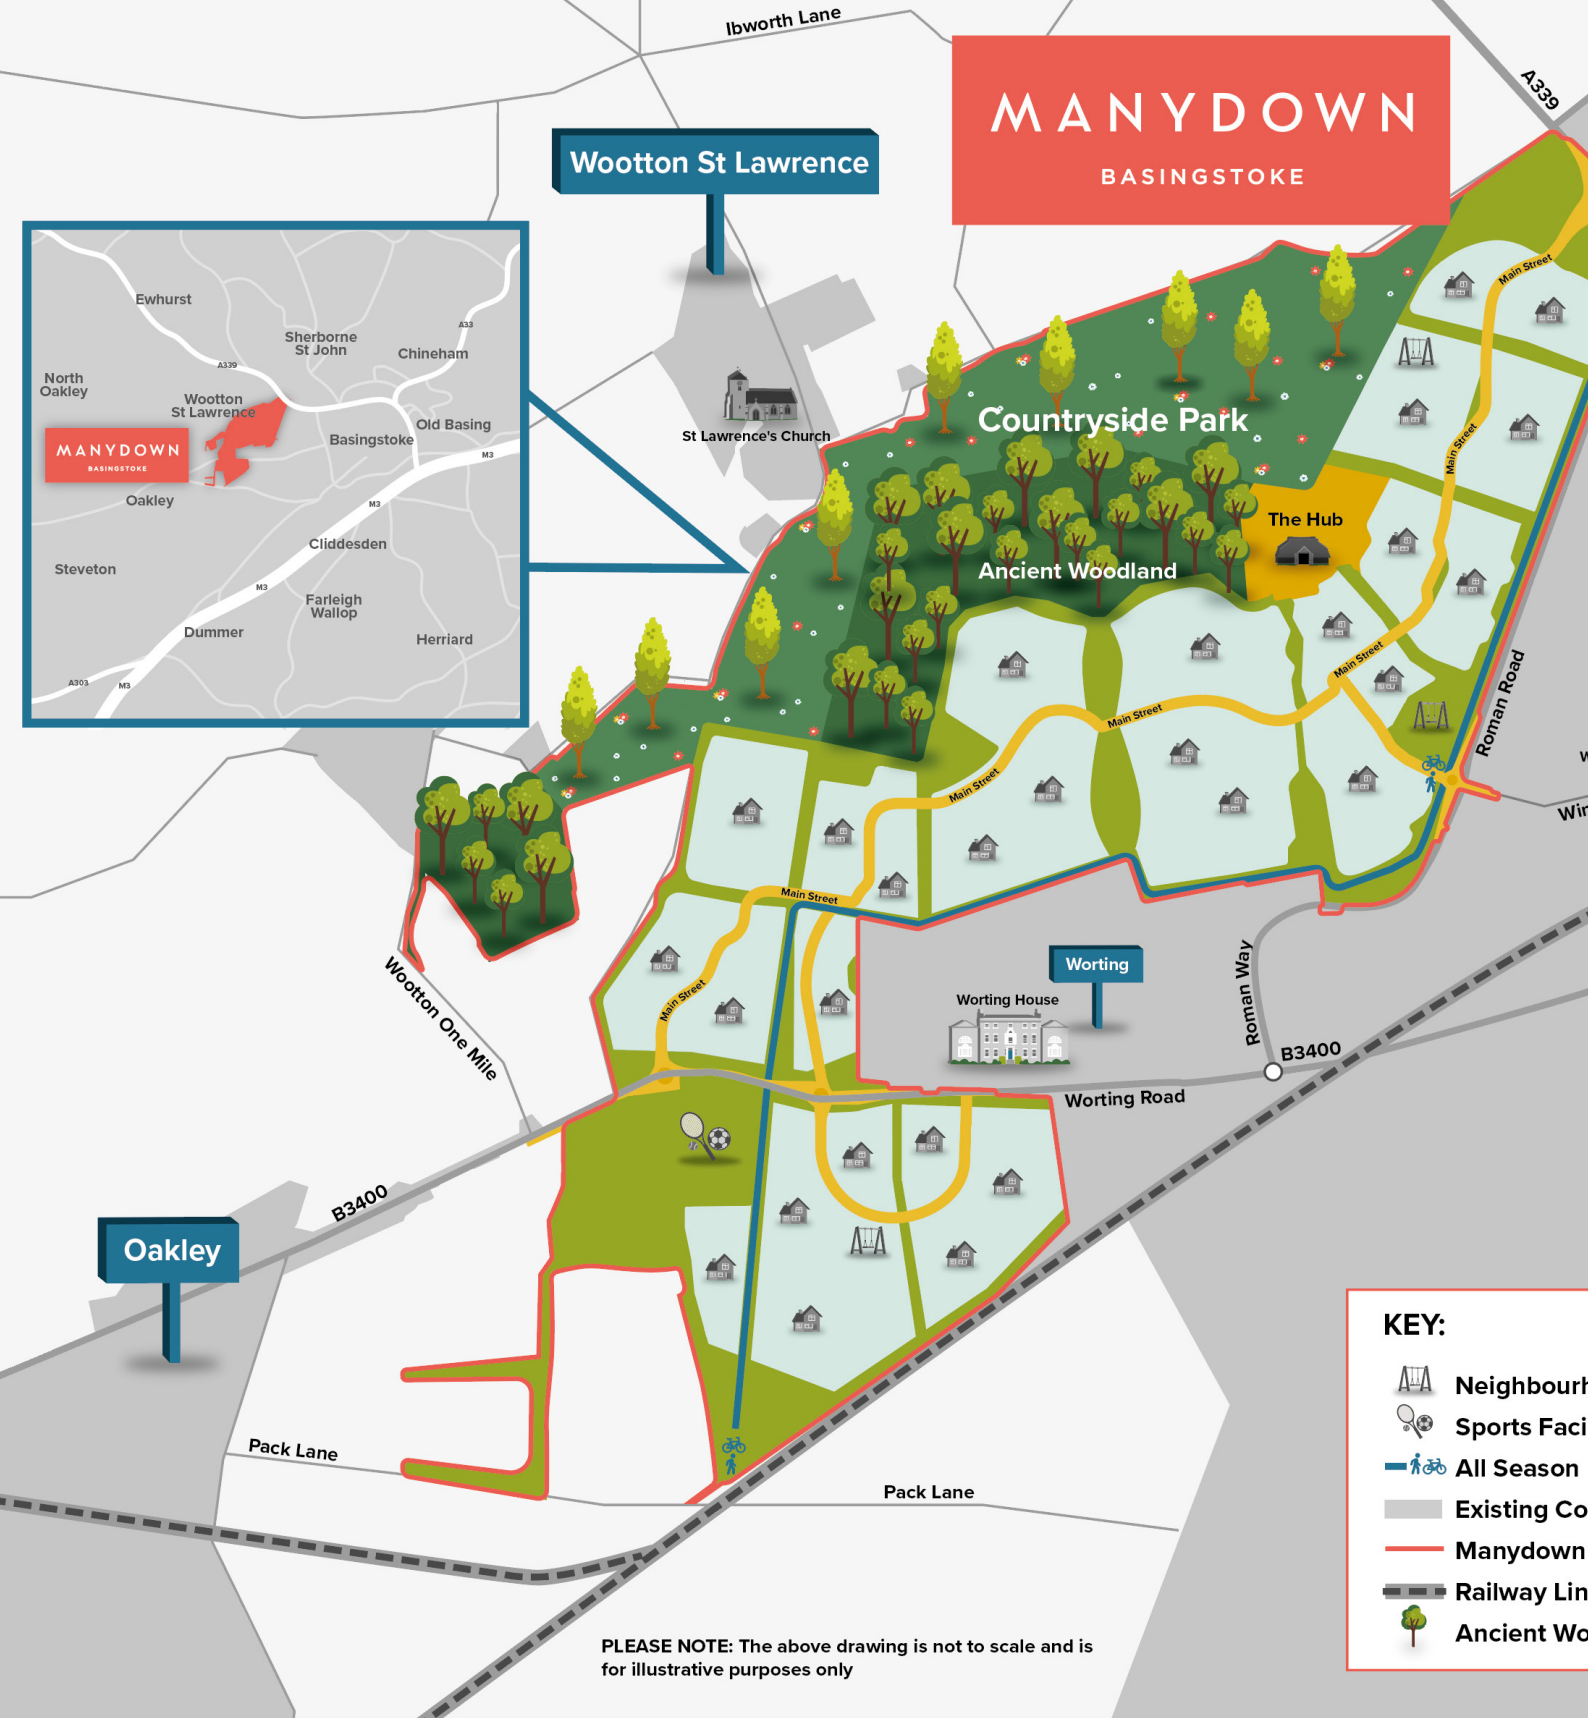 Ibworth Lane
A339
MANYDOWN
BASINGSTOKE
Wootton St Lawrence
St Lawrence's Church
Ewhurst
Sherborne
St John
A33
Chineham
A339
North
Oakley
Wootton
St Lawrence
Old Basing
Basingstoke
MANYDOWN
BASINGSTOKE
M3
Oakley
M3
Cliddesden
Steveton
M3
Farleigh
Wallop
Dummer
Herriard
A303
M3
Main Street
Countryside Park
Main Street
The Hub
Ancient Woodland
Main Street
Roman Road
Main Street
Main Street
Main Street
Main Street
Wootton One Mile
Worting
Worting House
Roman Way
B3400
Worting Road
B3400
Oakley
Pack Lane
Pack Lane
KEY:
Sports
All Season
Existing
Manydown
Railway
Ancient
PLEASE NOTE: The above drawing is not to scale and is
for illustrative purposes only